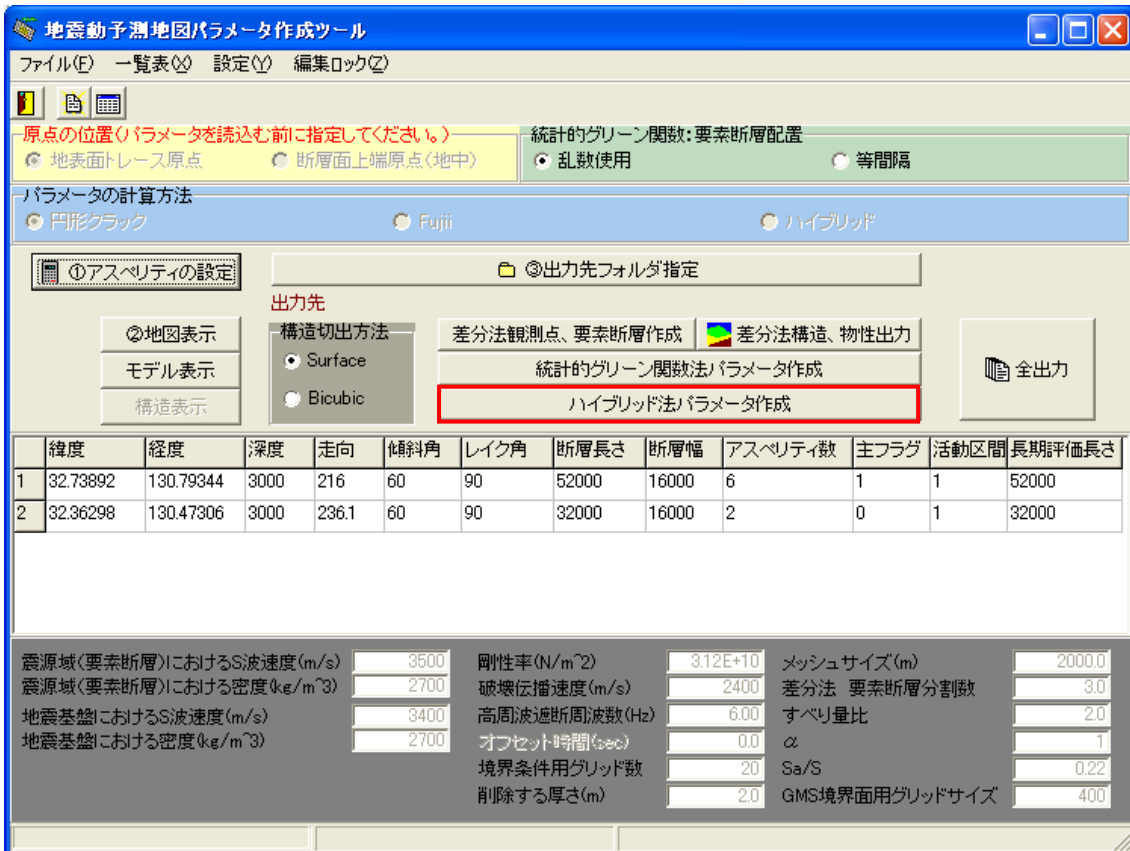 地震動予測地図パラメータ作成ツール
ファイル(F) 一覧表(X) 設定(Y) 編集ロック(Z)
原点の位置(パラメータを読込む前に指定してください。)
地表面トレース原点 断層面上端原点(地中)
統計的グリーン関数:要素断層配置
乱数使用 等間隔
パラメータの計算方法
円形クラック Fujii ハイブリッド
①アスペリティの設定 ③出力先フォルダ指定
出力先
②地図表示
モデル表示
構造表示
構造切出方法
Surface
Bicubic
差分法観測点、要素断層作成 差分法構造、物性出力
統計的グリーン関数法パラメータ作成
ハイブリッド法パラメータ作成
全出力
緯度 経度 深度 走向 傾斜角 レイク角 断層長さ 断層幅 アスペリティ数 主フラグ 活動区間 長期評価長さ
1 32.73892 130.79344 3000 216 60 90 52000 16000 6 1 1 52000
2 32.36298 130.47306 3000 236.1 60 90 32000 16000 2 0 1 32000
震源域(要素断層)におけるS波速度(m/s) 3500
震源域(要素断層)における密度(kg/m^3) 2700
地震基盤におけるS波速度(m/s) 3400
地震基盤における密度(kg/m^3) 2700
剛性率(N/m^2) 3.12E+10
破壊伝播速度(m/s) 2400
高周波遮断周波数(Hz) 6.00
オフセット時間(sec) 0.0
境界条件用グリッド数 20
削除する厚さ(m) 2.0
メッシュサイズ(m) 2000.0
差分法 要素断層分割数 3.0
すべり量比 2.0
α 1
Sa/S 0.22
GMS境界面用グリッドサイズ 400